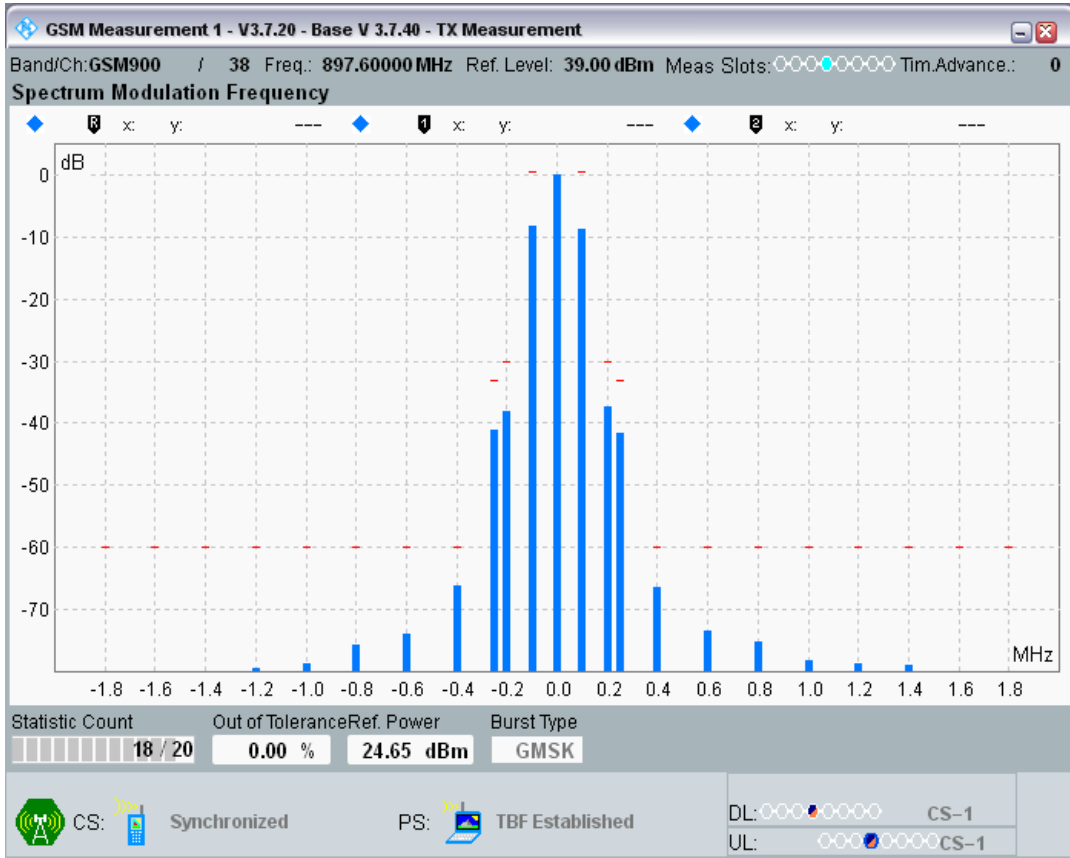 GSM Measurement 1 - V3.7.20 - Base V 3.7.40 - TX Measurement
Band/Ch:GSM900 / 38 Freq.: 897.60000 MHz Ref. Level: 39.00 dBm Meas Slots: Tim.Advance.: 0
Spectrum Modulation Frequency
R x: y: --- 1 x: y: --- 2 x: y: ---
dB
0
-10
-20
-30
-40
-50
-60
-70
MHz
-1.8 -1.6 -1.4 -1.2 -1.0 -0.8 -0.6 -0.4 -0.2 0.0 0.2 0.4 0.6 0.8 1.0 1.2 1.4 1.6 1.8
Statistic Count Out of Tolerance Ref. Power Burst Type
18 / 20 0.00 % 24.65 dBm GMSK
CS: Synchronized PS: TBF Established
DL: CS-1
UL: CS-1